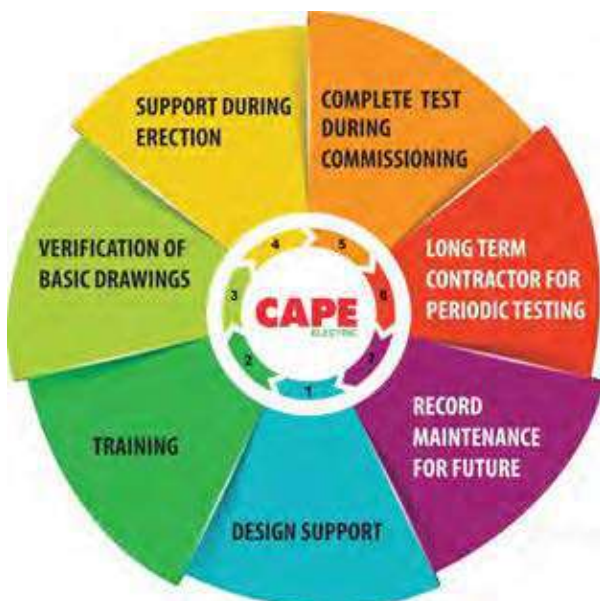 SUPPORT DURING
ERECTION
COMPLETE TEST
DURING
COMMISSIONING
VERIFICATION OF
BASIC DRAWINGS
LONG TERM
CONTRACTOR FOR
PERIODIC TESTING
4
5
3
6
CAPE
ELECTRIC
2
7
1
TRAINING
RECORD
MAINTENANCE
FOR FUTURE
DESIGN SUPPORT